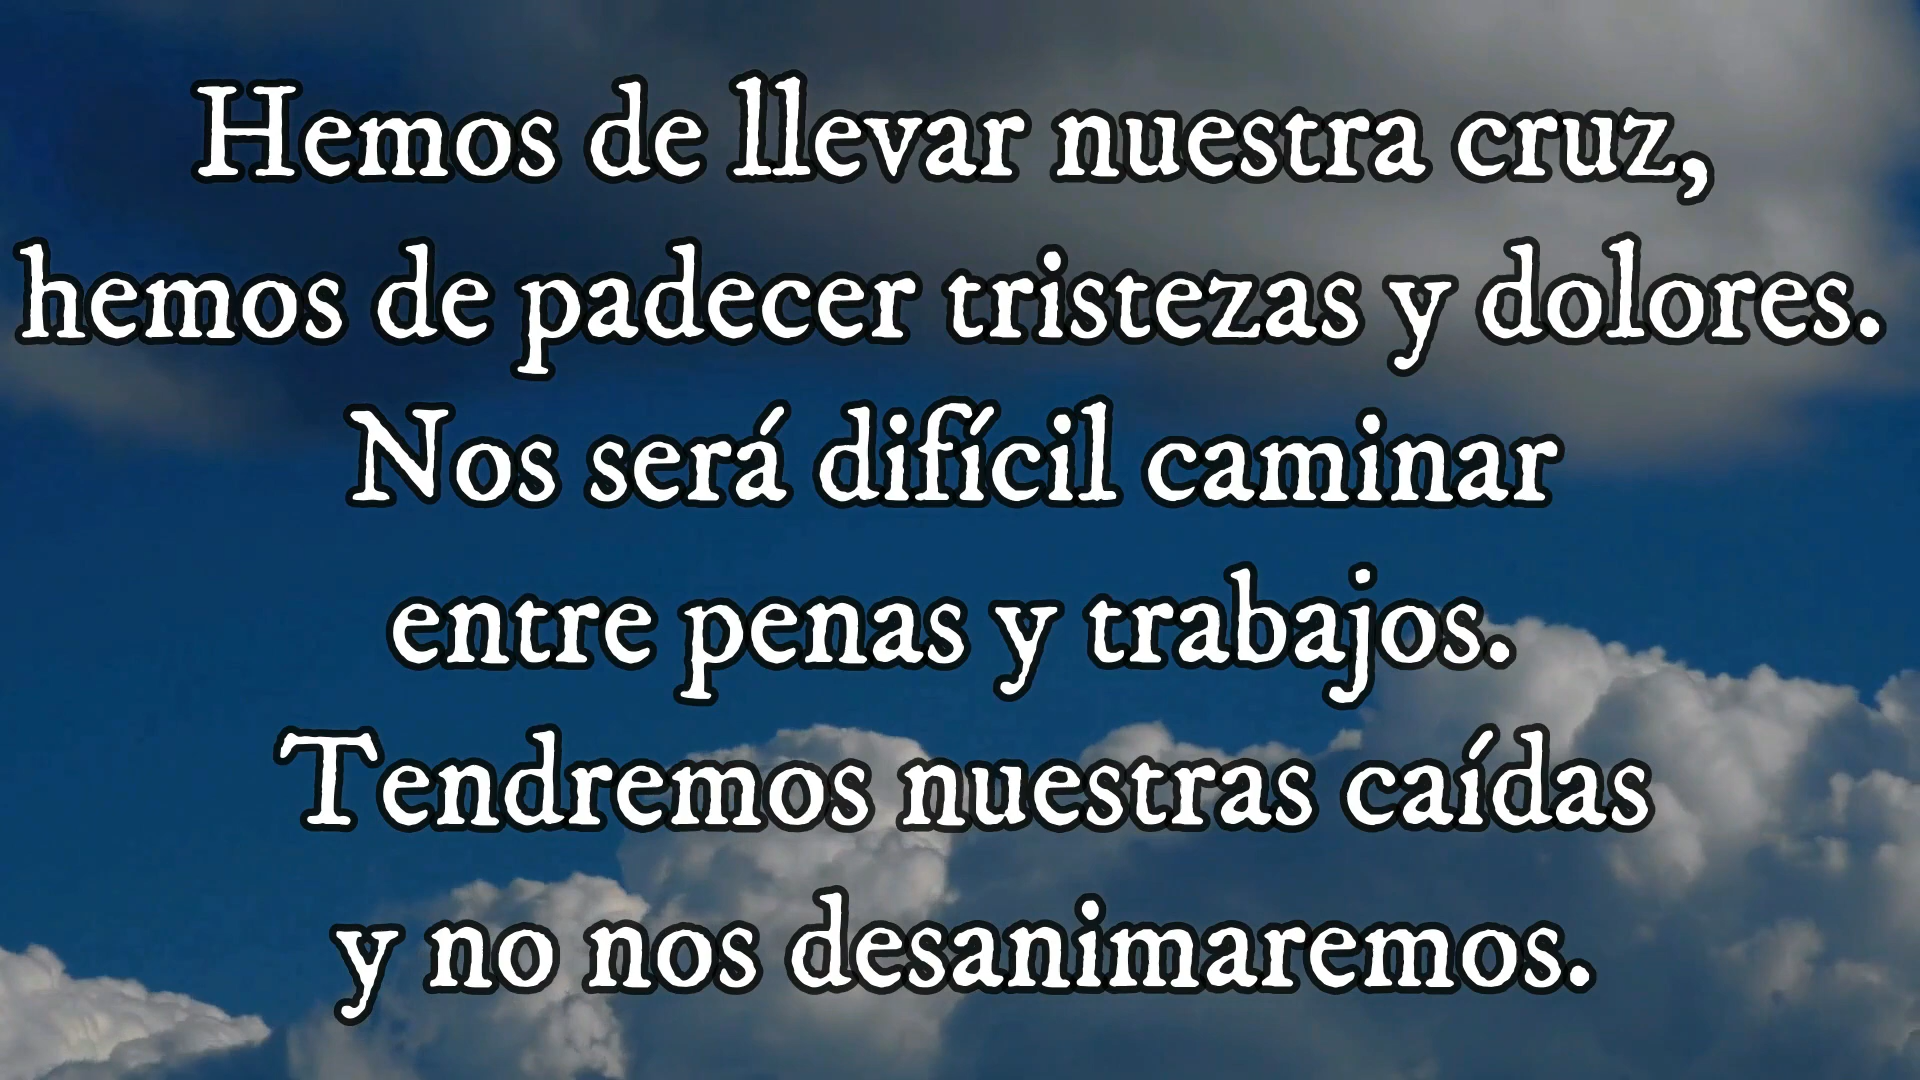 Hemos de llevar nuestra cruz,
hemos de padecer tristezas y dolores.
Nos será difícil caminar
entre penas y trabajos.
Tendremos nuestras caídas
y no nos desanimaremos.